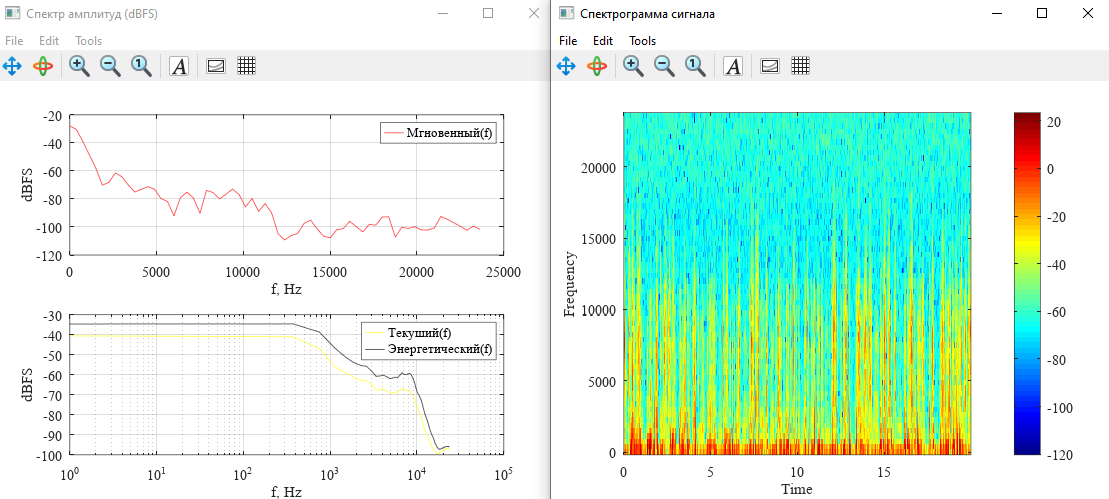 Спектр амплитуд (dBFS)
File Edit Tools
1 A
-20
-40
-60
-80
-100
-120
dBFS
Мгновенный(f)
0 5000 10000 15000 20000 25000
f, Hz
-30
-40
-50
-60
-70
-80
-90
-100
dBFS
Текуший(f)
Энергетический(f)
10^0 10^1 10^2 10^3 10^4 10^5
f, Hz
Спектрограмма сигнала
File Edit Tools
1 A
20000
15000
10000
5000
0
Frequency
0 5 10 15
Time
20
0
-20
-40
-60
-80
-100
-120